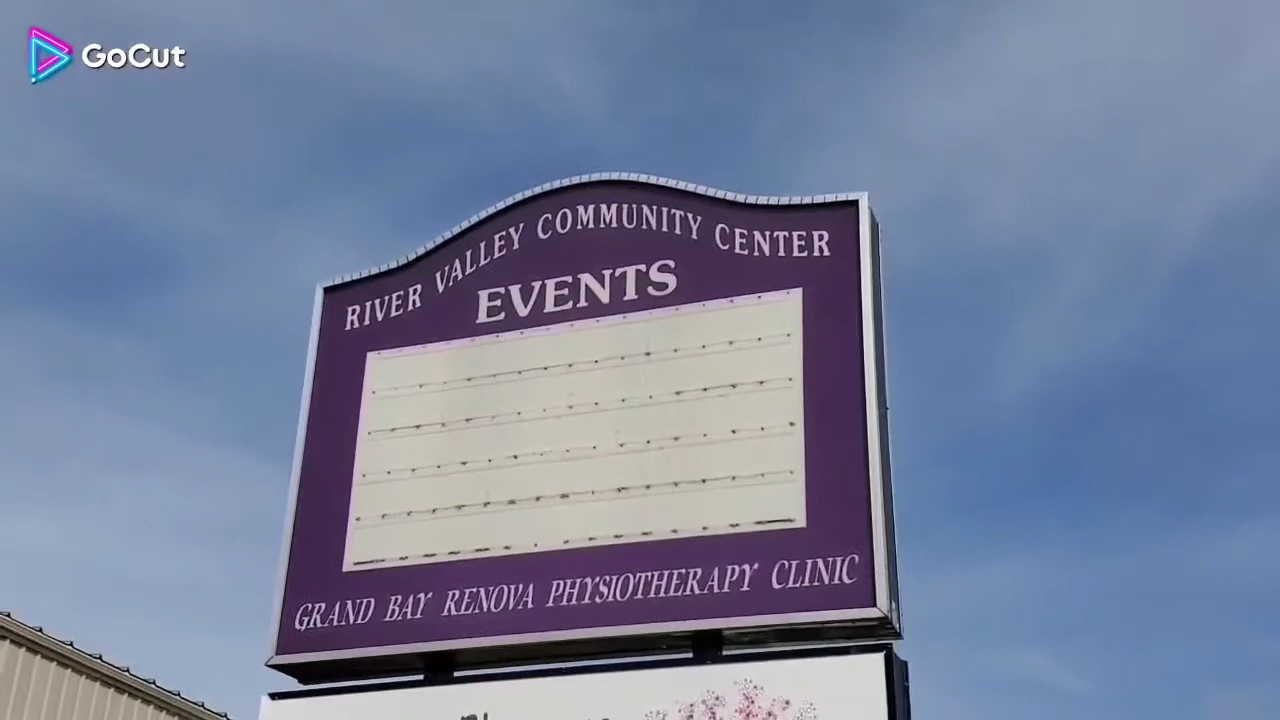 GoCut
RIVER VALLEY COMMUNITY CENTER
EVENTS
GRAND BAY RENOVA PHYSIOTHERAPY CLINIC